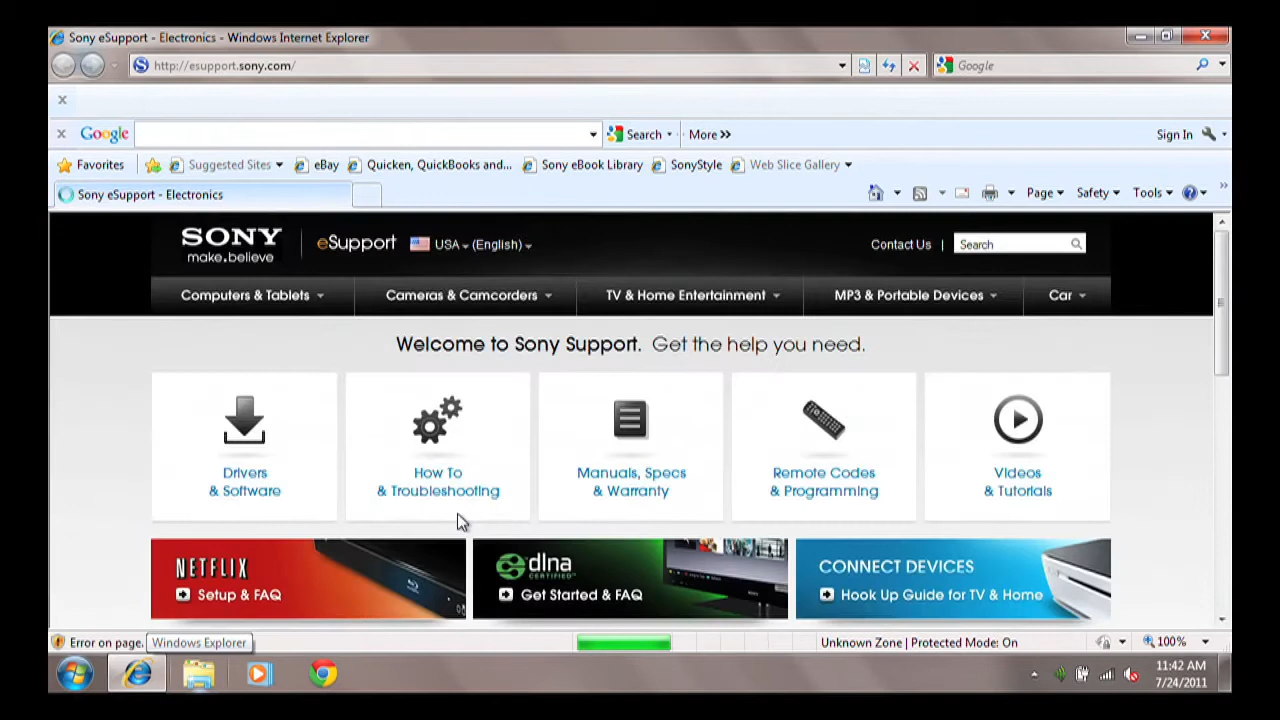 Sony eSupport - Electronics - Windows Internet Explorer
http://esupport.sony.com/
Google
Google
Search
More »
Sign In
Favorites
Suggested Sites
eBay
Quicken, QuickBooks and...
Sony eBook Library
SonyStyle
Web Slice Gallery
Sony eSupport - Electronics
Page
Safety
Tools
SONY
make.believe
eSupport
USA
(English)
Contact Us
|
Search
Computers & Tablets
Cameras & Camcorders
TV & Home Entertainment
MP3 & Portable Devices
Car
Welcome to Sony Support. Get the help you need.
Drivers
& Software
How To
& Troubleshooting
Manuals, Specs
& Warranty
Remote Codes
& Programming
Videos
& Tutorials
NETFLIX
Setup & FAQ
dlna
CERTIFIED
Get Started & FAQ
CONNECT DEVICES
Hook Up Guide for TV & Home
Error on page.
Windows Explorer
Unknown Zone | Protected Mode: On
100%
11:42 AM
7/24/2011